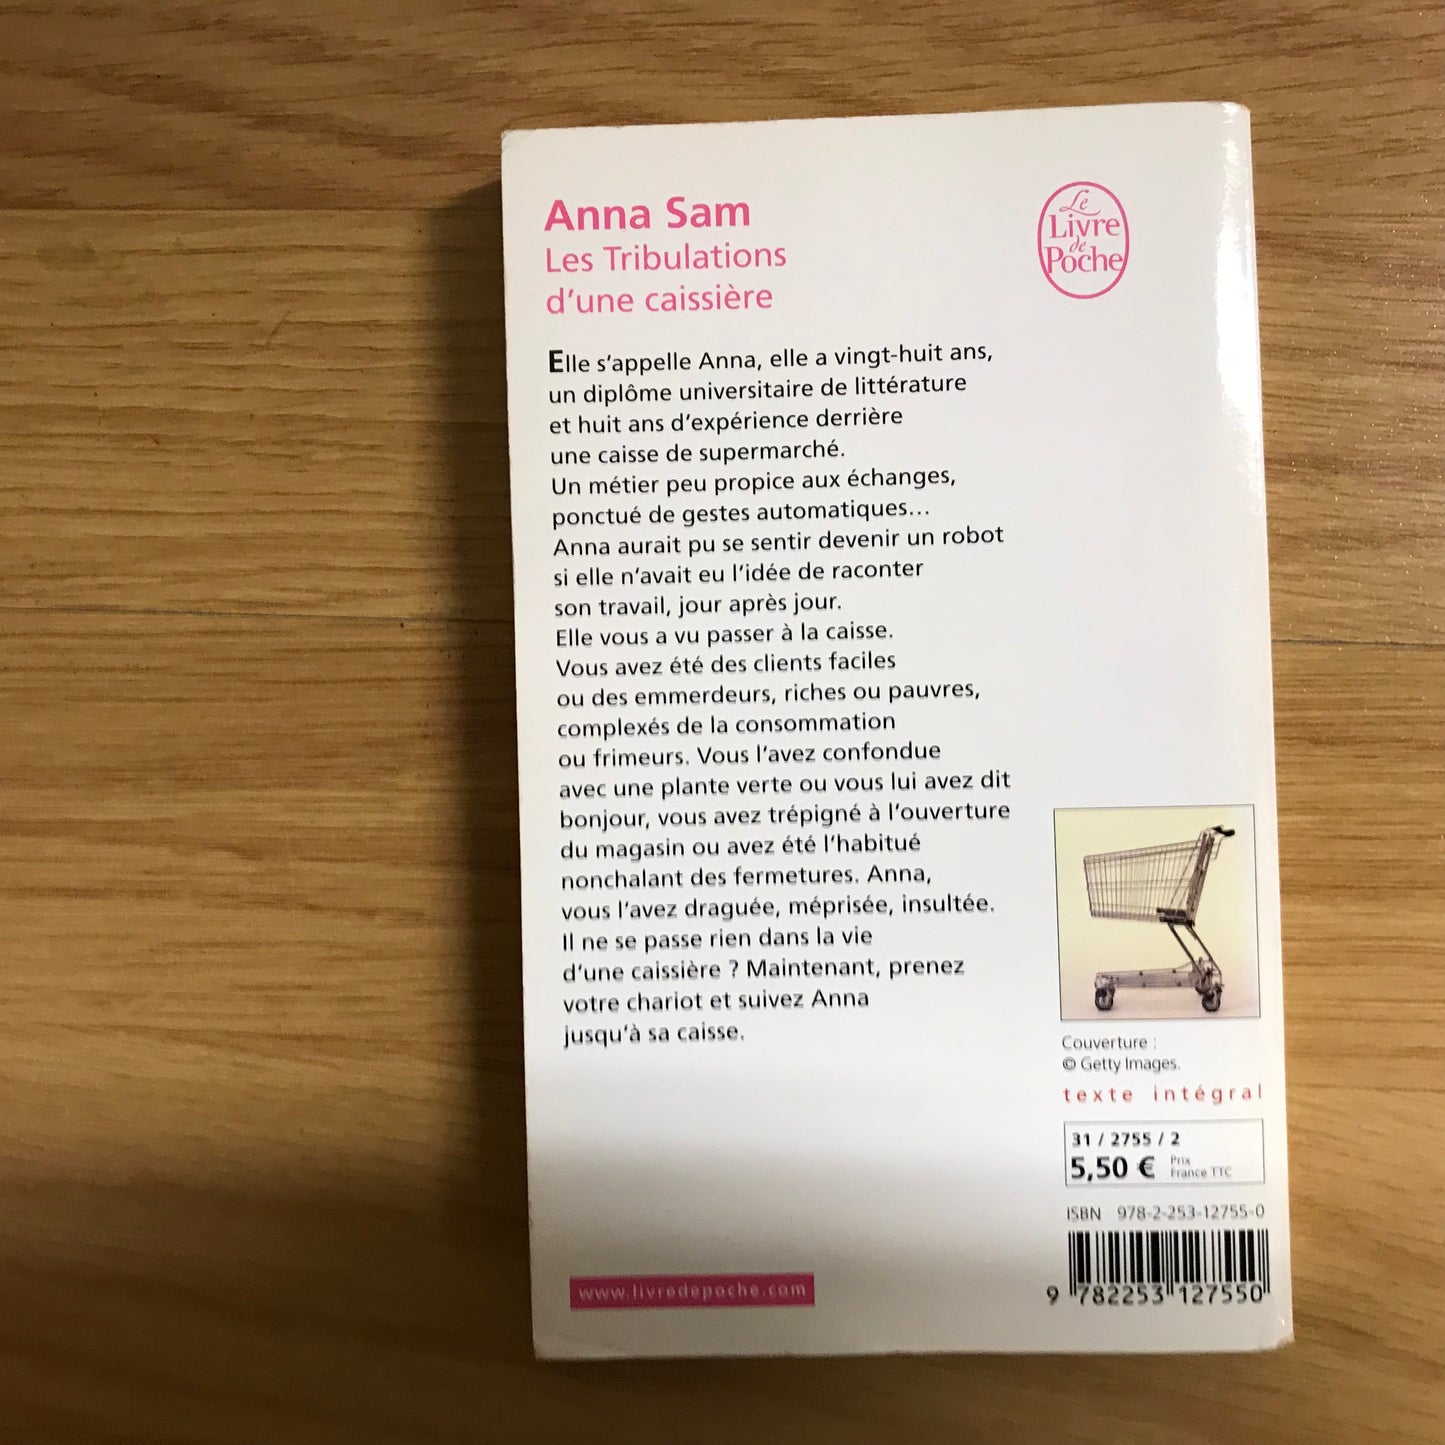 Anna Sam
Les Tribulations
d'une caissière
Le
Livre
de
Poche
Elle s'appelle Anna, elle a vingt-huit ans,
un diplôme universitaire de littérature
et huit ans d'expérience derrière
une caisse de supermarché.
Un métier peu propice aux échanges,
ponctué de gestes automatiques...
Anna aurait pu se sentir devenir un robot
si elle n'avait eu l'idée de raconter
son travail, jour après jour.
Elle vous a vu passer à la caisse.
Vous avez été des clients faciles
ou des emmerdeurs, riches ou pauvres,
complexés de la consommation
ou frimeurs. Vous l'avez confondue
avec une plante verte ou vous lui avez dit
bonjour, vous avez trépigné à l'ouverture
du magasin ou avez été l'habitué
nonchalant des fermetures. Anna,
vous l'avez draguée, méprisée, insultée.
Il ne se passe rien dans la vie
d'une caissière ? Maintenant, prenez
votre chariot et suivez Anna
jusqu'à sa caisse.
Couverture :
© Getty Images.
texte intégral
31 / 2755 / 2
5,50 € Prix
France TTC
ISBN 978-2-253-12755-0
9 782253 127550
www.livredepoche.com